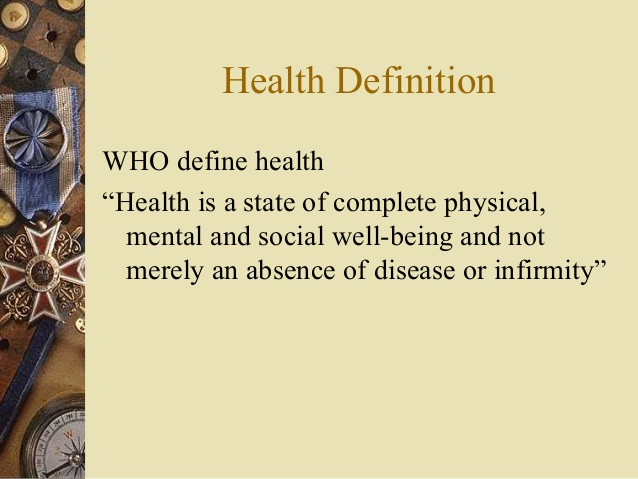 Health Definition
WHO define health
“Health is a state of complete physical,
mental and social well-being and not
merely an absence of disease or infirmity”